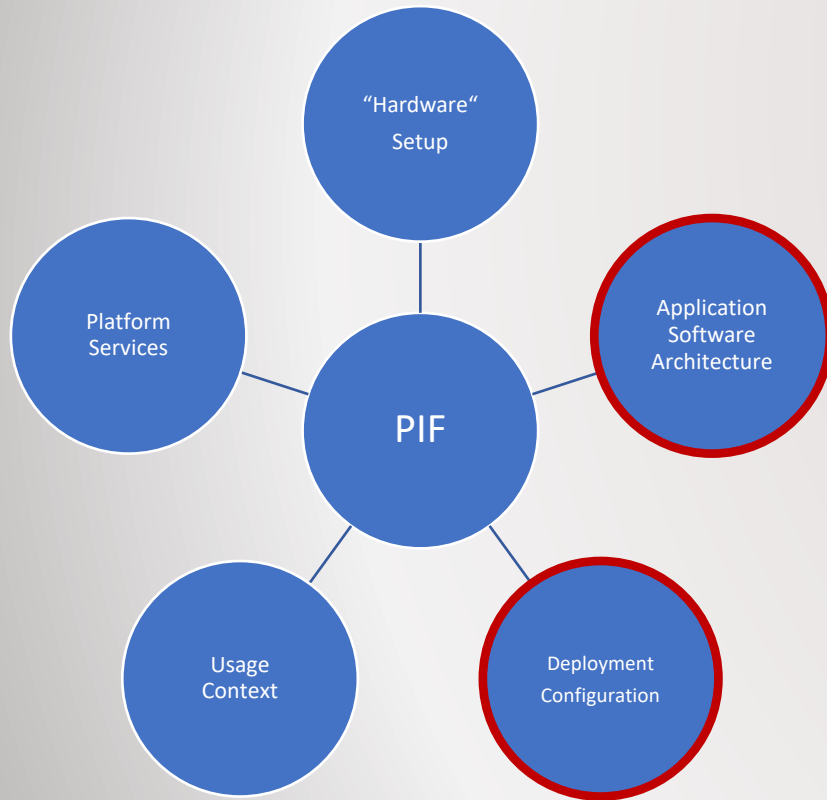 “Hardware“
Setup
Application
Software
Architecture
Platform
Services
PIF
Usage
Context
Deployment
Configuration